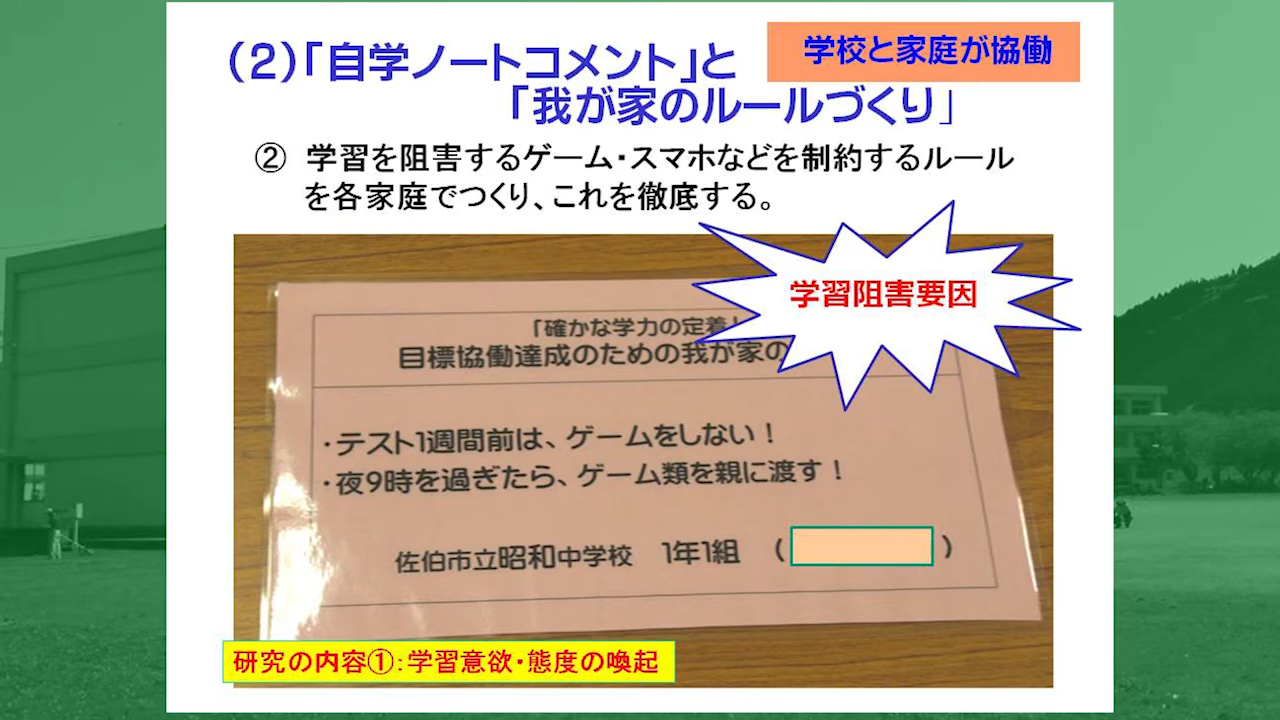 (2)「自学ノートコメント」と
学校と家庭が協働
「我が家のルールづくり」
② 学習を阻害するゲーム・スマホなどを制約するルール
を各家庭でつくり、これを徹底する。
学習阻害要因
「確かな学力の定着」
目標協働達成のための我が家の
・テスト1週間前は、ゲームをしない！
・夜9時を過ぎたら、ゲーム類を親に渡す！
佐伯市立昭和中学校 1年1組 ( )
研究の内容①：学習意欲・態度の喚起